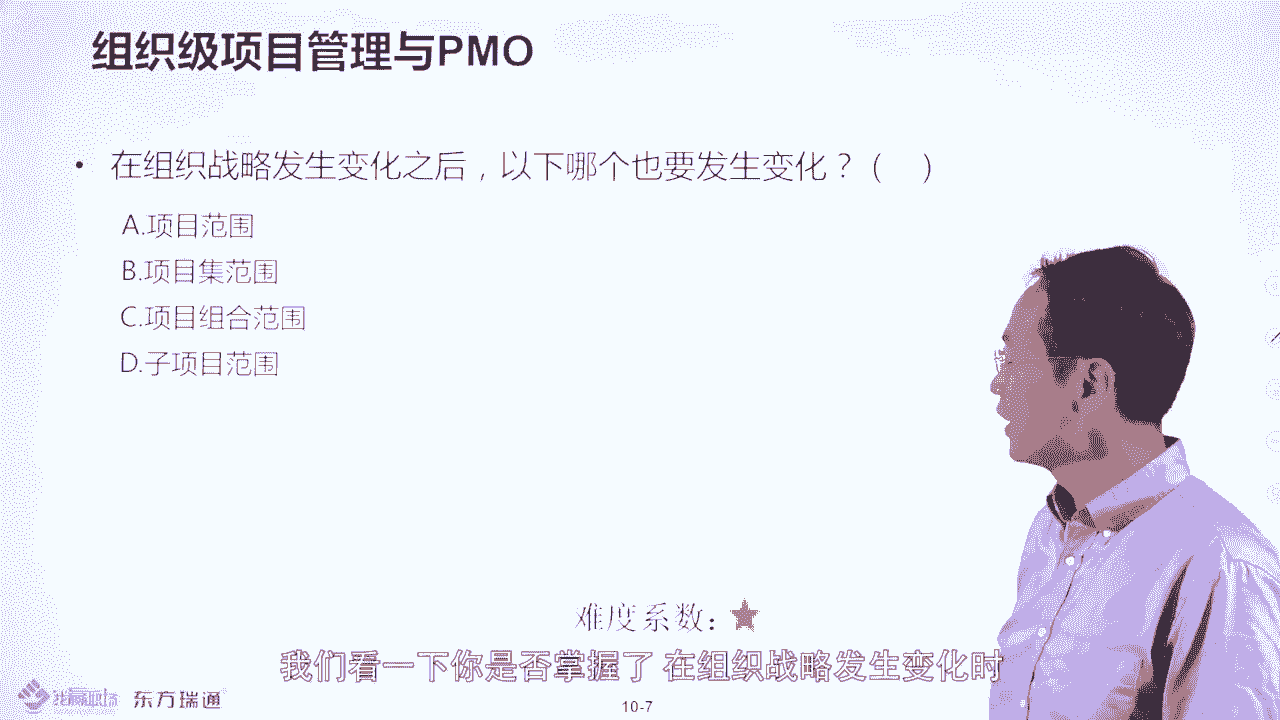 组织级项目管理与PMO
• 在组织战略发生变化之后，以下哪个也要发生变化？（ ）
A.项目范围
B.项目集范围
C.项目组合范围
D.子项目范围
难度系数：★
我们看一下你是否掌握了 在组织战略发生变化时
东方瑞通
10-7